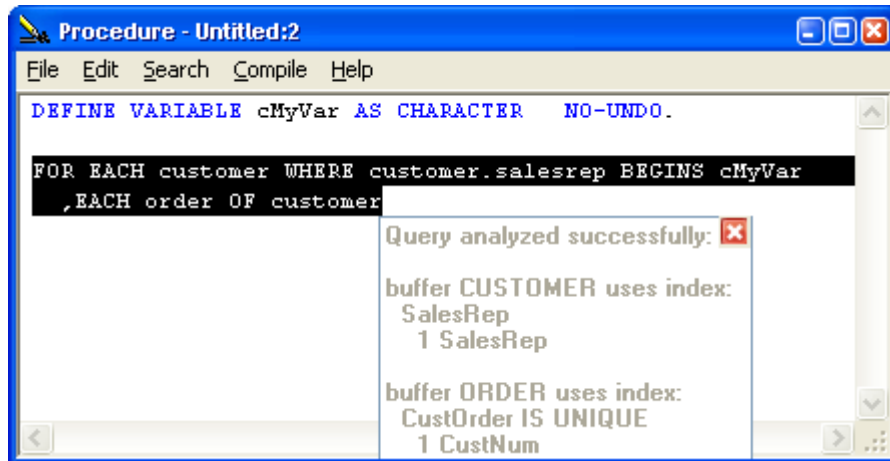 Procedure - Untitled:2
File Edit Search Compile Help
DEFINE VARIABLE cMyVar AS CHARACTER NO-UNDO.
FOR EACH customer WHERE customer.salesrep BEGINS cMyVar
,EACH order OF customer
Query analyzed successfully:
buffer CUSTOMER uses index:
SalesRep
1 SalesRep
buffer ORDER uses index:
CustOrder IS UNIQUE
1 CustNum